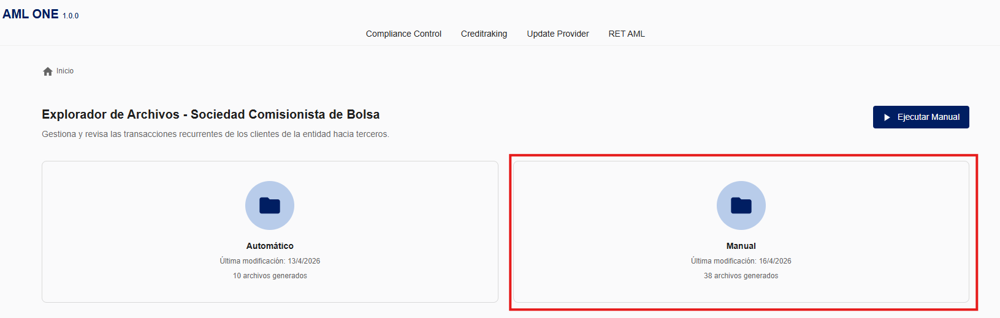 AML ONE 1.0.0
Compliance Control Creditraking Update Provider RET AML
Inicio
Explorador de Archivos - Sociedad Comisionista de Bolsa
Ejecutar Manual
Gestiona y revisa las transacciones recurrentes de los clientes de la entidad hacia terceros.
Automático
Última modificación: 13/4/2026
10 archivos generados
Manual
Última modificación: 16/4/2026
38 archivos generados